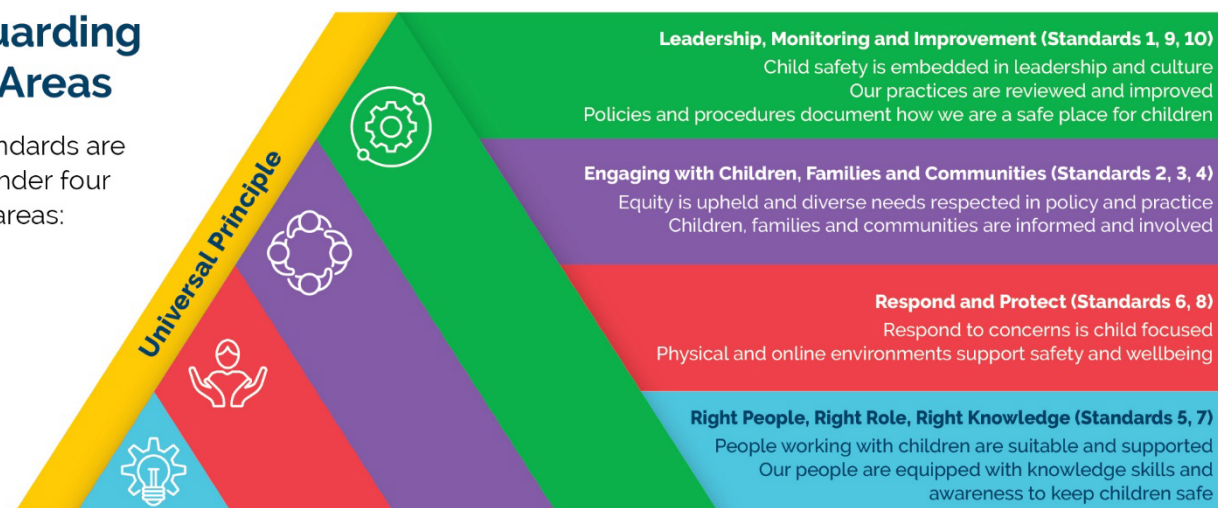 Areas
are
four
areas:
Universal Principle
Leadership, Monitoring and Improvement (Standards 1, 9, 10)
Child safety is embedded in leadership and culture
Our practices are reviewed and improved
Policies and procedures document how we are a safe place for children
Engaging with Children, Families and Communities (Standards 2, 3, 4)
Equity is upheld and diverse needs respected in policy and practice
Children, families and communities are informed and involved
Respond and Protect (Standards 6, 8)
Respond to concerns is child focused
Physical and online environments support safety and wellbeing
Right People, Right Role, Right Knowledge (Standards 5, 7)
People working with children are suitable and supported
Our people are equipped with knowledge skills and
awareness to keep children safe